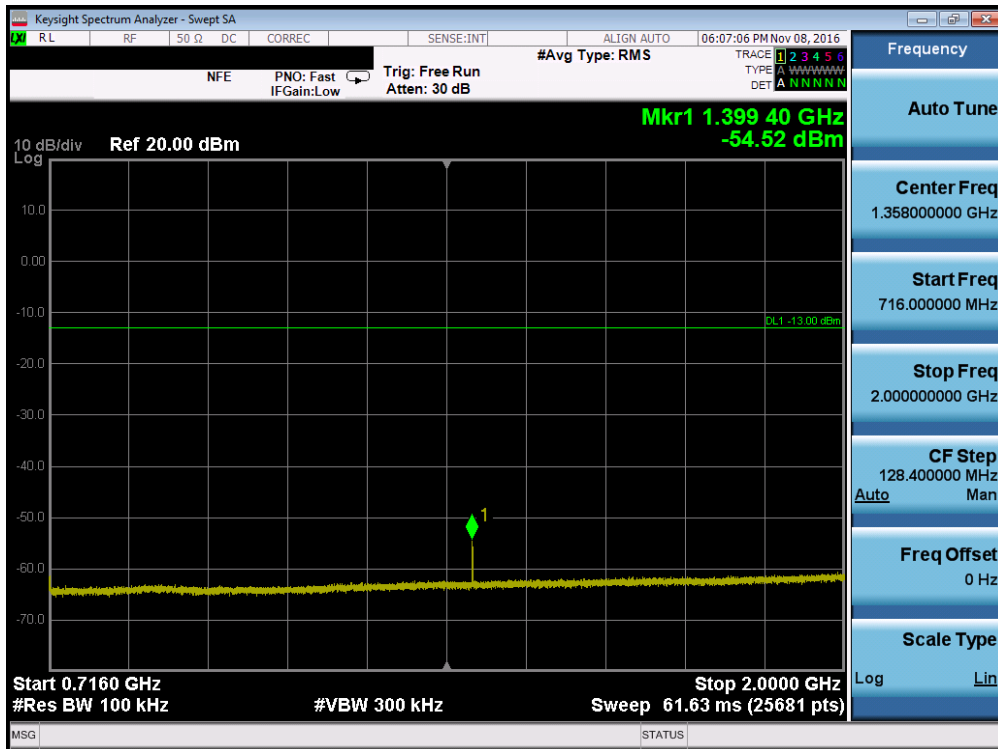 Keysight Spectrum Analyzer - Swept SA
LXI RL RF 50 Ω DC CORREC SENSE:INT ALIGN AUTO 06:07:06 PM Nov 08, 2016
Frequency
#Avg Type: RMS TRACE 1 2 3 4 5 6
NFE PNO: Fast Trig: Free Run TYPE A WWWWW
IFGain:Low Atten: 30 dB DET A N N N N N
Auto Tune
Mkr1 1.399 40 GHz
-54.52 dBm
10 dB/div Ref 20.00 dBm
Log
Center Freq
1.358000000 GHz
10.0
0.00
Start Freq
716.000000 MHz
-10.0
DL1 -13.00 dBm
-20.0
Stop Freq
2.000000000 GHz
-30.0
-40.0
CF Step
128.400000 MHz
Auto Man
-50.0
1
Freq Offset
0 Hz
-60.0
-70.0
Scale Type
Log Lin
Start 0.7160 GHz Stop 2.0000 GHz
#Res BW 100 kHz #VBW 300 kHz Sweep 61.63 ms (25681 pts)
MSG STATUS